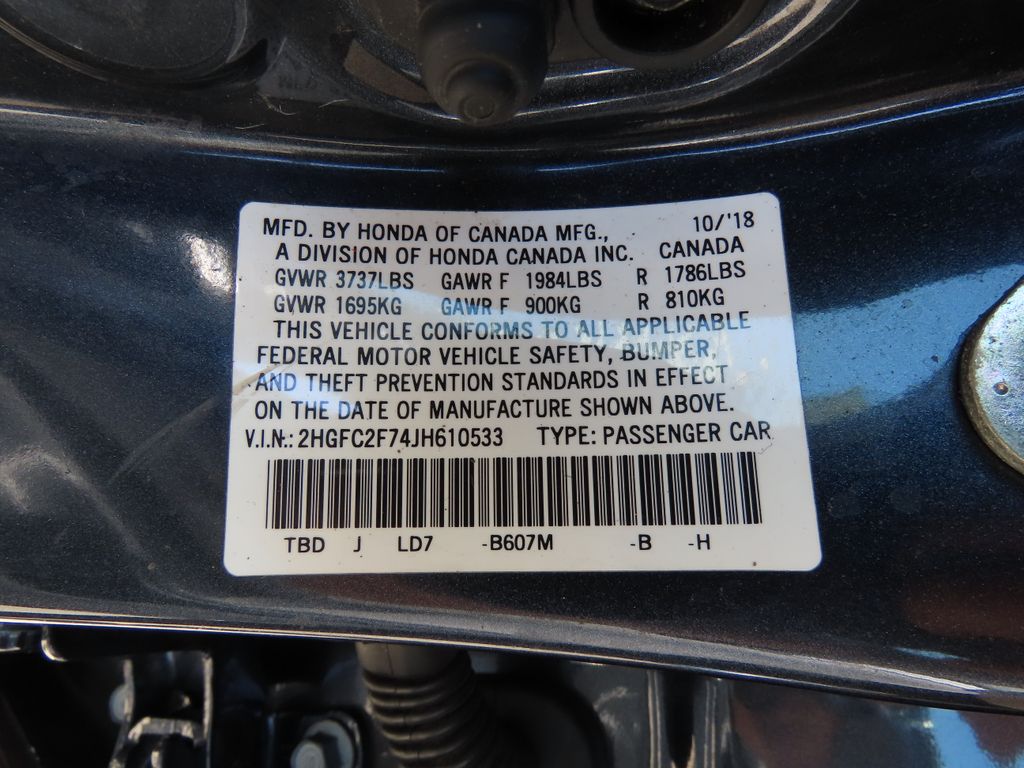 MFD. BY HONDA OF CANADA MFG., 10/'18
A DIVISION OF HONDA CANADA INC. CANADA
GVWR 3737LBS GAWR F 1984LBS R 1786LBS
GVWR 1695KG GAWR F 900KG R 810KG
THIS VEHICLE CONFORMS TO ALL APPLICABLE
FEDERAL MOTOR VEHICLE SAFETY, BUMPER,
AND THEFT PREVENTION STANDARDS IN EFFECT
ON THE DATE OF MANUFACTURE SHOWN ABOVE.
V.I.N.: 2HGFC2F74JH610533 TYPE: PASSENGER CAR
TBD J LD7 -B607M -B -H